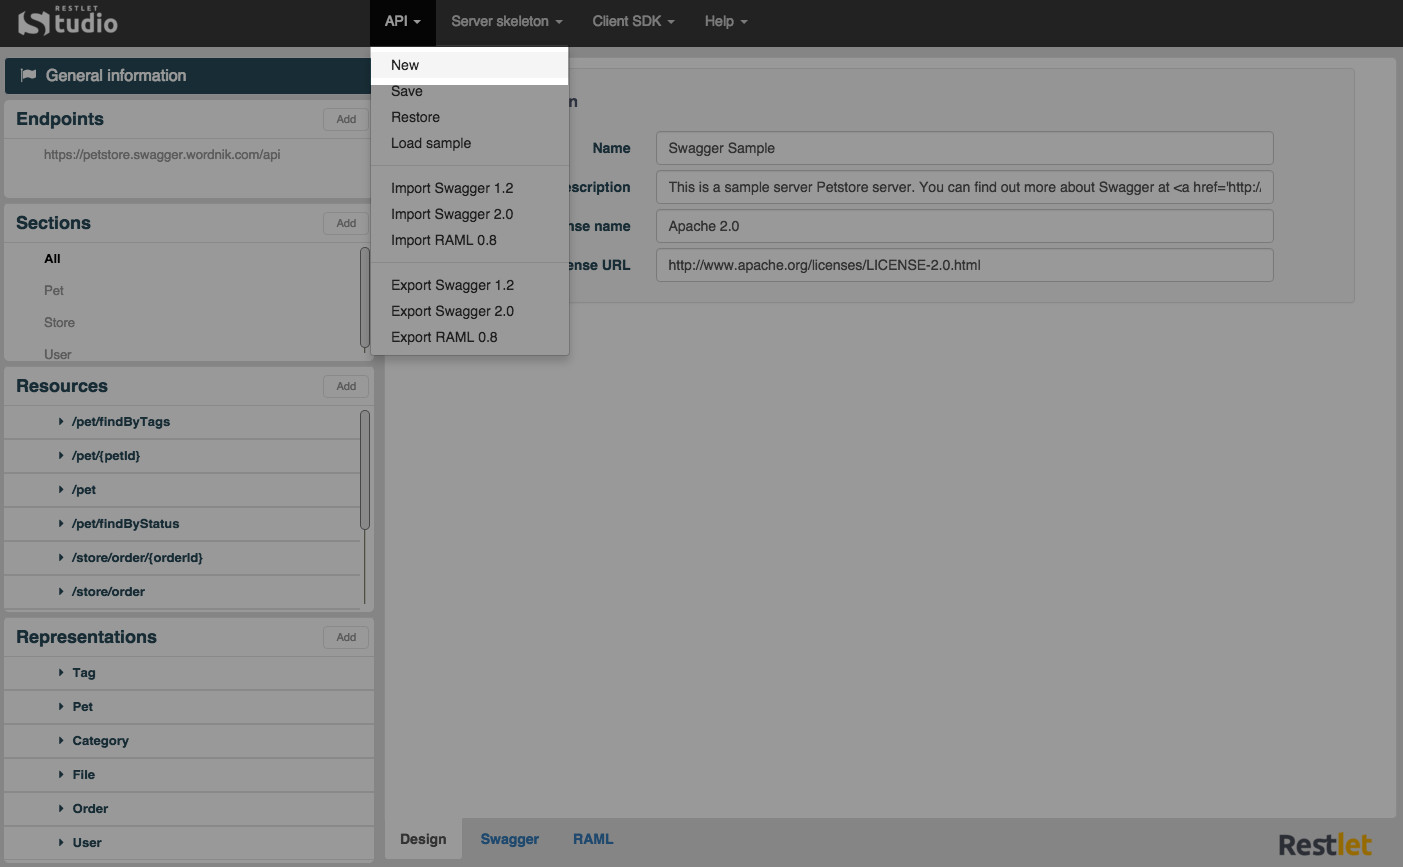 RESTLET
Studio
API
Server skeleton
Client SDK
Help
General information
Endpoints
Add
https://petstore.swagger.wordnik.com/api
Sections
Add
All
Pet
Store
User
Resources
Add
/pet/findByTags
/pet/{petId}
/pet
/pet/findByStatus
/store/order/{orderId}
/store/order
Representations
Add
Tag
Pet
Category
File
Order
User
New
Save
Restore
Load sample
Import Swagger 1.2
Import Swagger 2.0
Import RAML 0.8
Export Swagger 1.2
Export Swagger 2.0
Export RAML 0.8
n
Name
Swagger Sample
escription
This is a sample server Petstore server. You can find out more about Swagger at <a href='http:/
nse name
Apache 2.0
ense URL
http://www.apache.org/licenses/LICENSE-2.0.html
Design
Swagger
RAML
Restlet